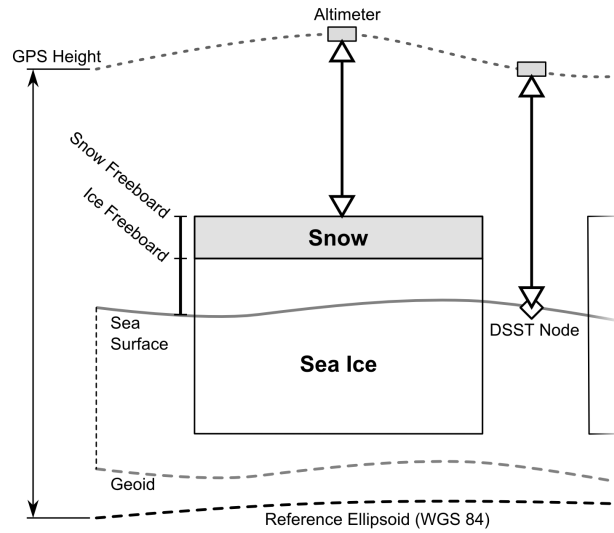 Altimeter
GPS Height
Snow Freeboard
Ice Freeboard
Snow
Sea
Surface
DSST Node
Sea Ice
Geoid
Reference Ellipsoid (WGS 84)